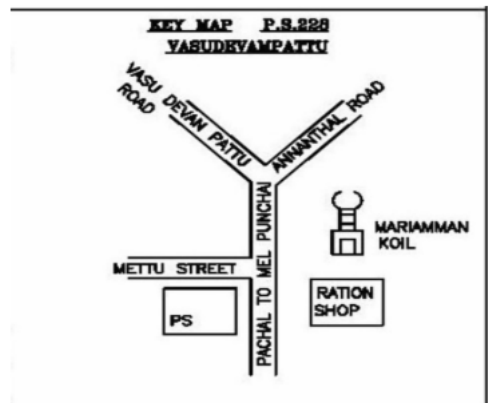 KEY MAP P.S.228
VASUDEVAMPATTU
VASU DEVAN PATTU
ROAD
ANNANTHAL ROAD
PACHAL TO MEL PUNCHAI
MARIAMMAN
KOIL
METTU STREET
PS
RATION
SHOP